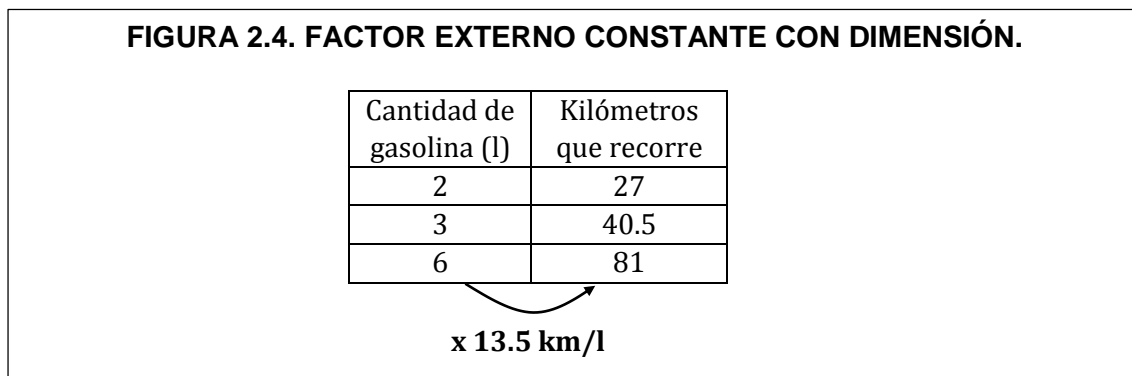 FIGURA 2.4. FACTOR EXTERNO CONSTANTE CON DIMENSIÓN.
Cantidad de gasolina (l) Kilómetros que recorre
2 27
3 40.5
6 81
x 13.5 km/l